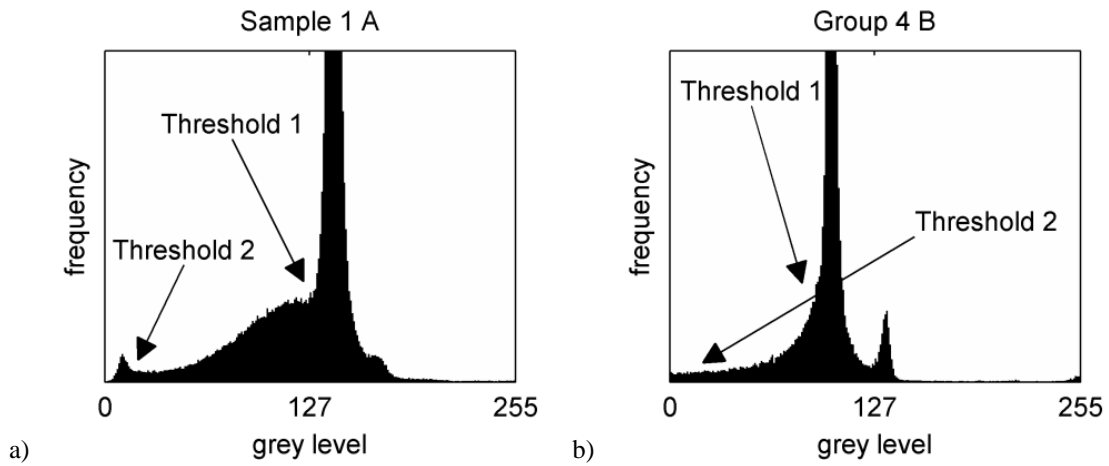 Sample 1 A
Threshold 1
Threshold 2
frequency
0 127 255
grey level
a)
Group 4 B
Threshold 1
Threshold 2
frequency
0 127 255
grey level
b)